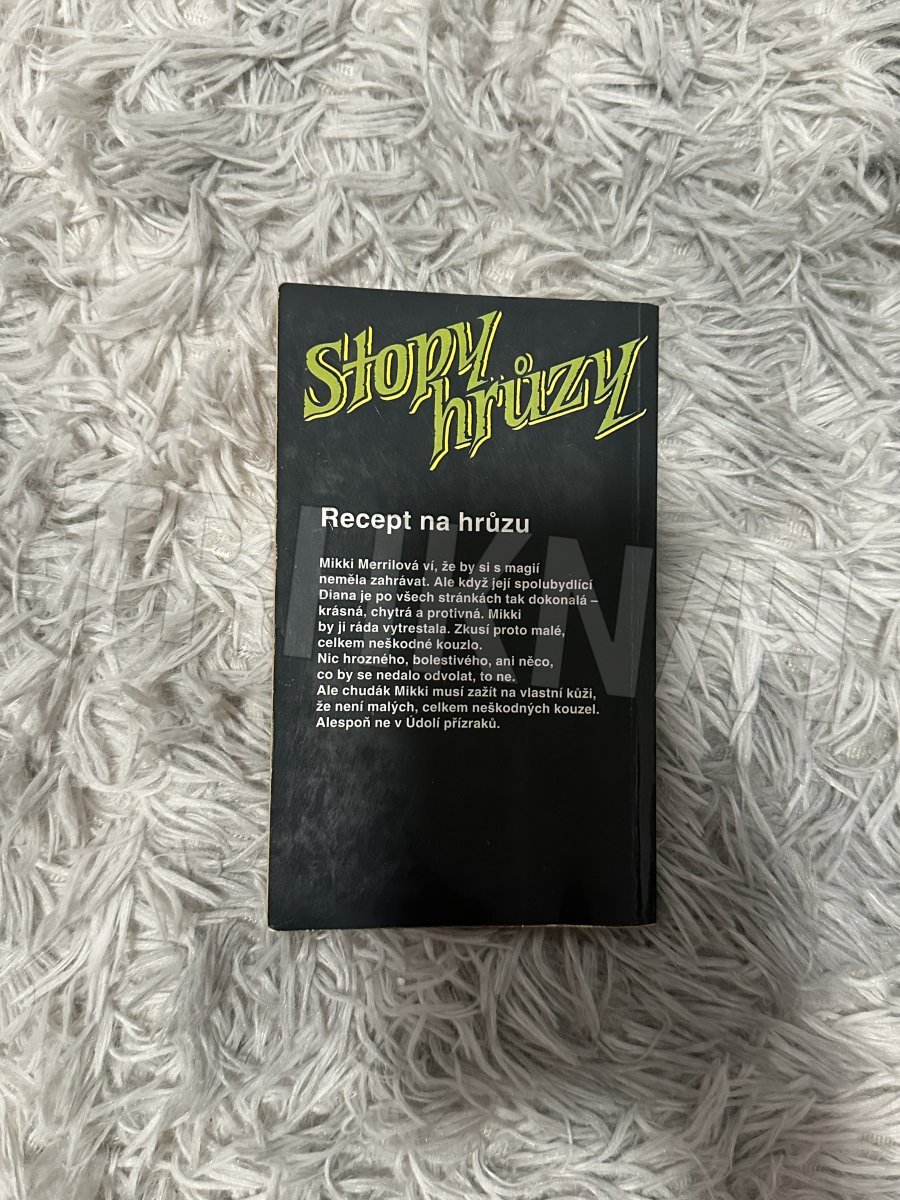 Stopy
hrůzy
Recept na hrůzu
Mikki Merrilová ví, že by si s magií
neměla zahrávat. Ale když její spolubydlící
Diana je po všech stránkách tak dokonalá –
krásná, chytrá a protivná. Mikki
by ji ráda vytrestala. Zkusí proto malé,
celkem neškodné kouzlo.
Nic hrozného, bolestivého, ani něco,
co by se nedalo odvolat, to ne.
Ale chudák Mikki musí zažít na vlastní kůži,
že není malých, celkem neškodných kouzel.
Alespoň ne v Údolí přízraků.